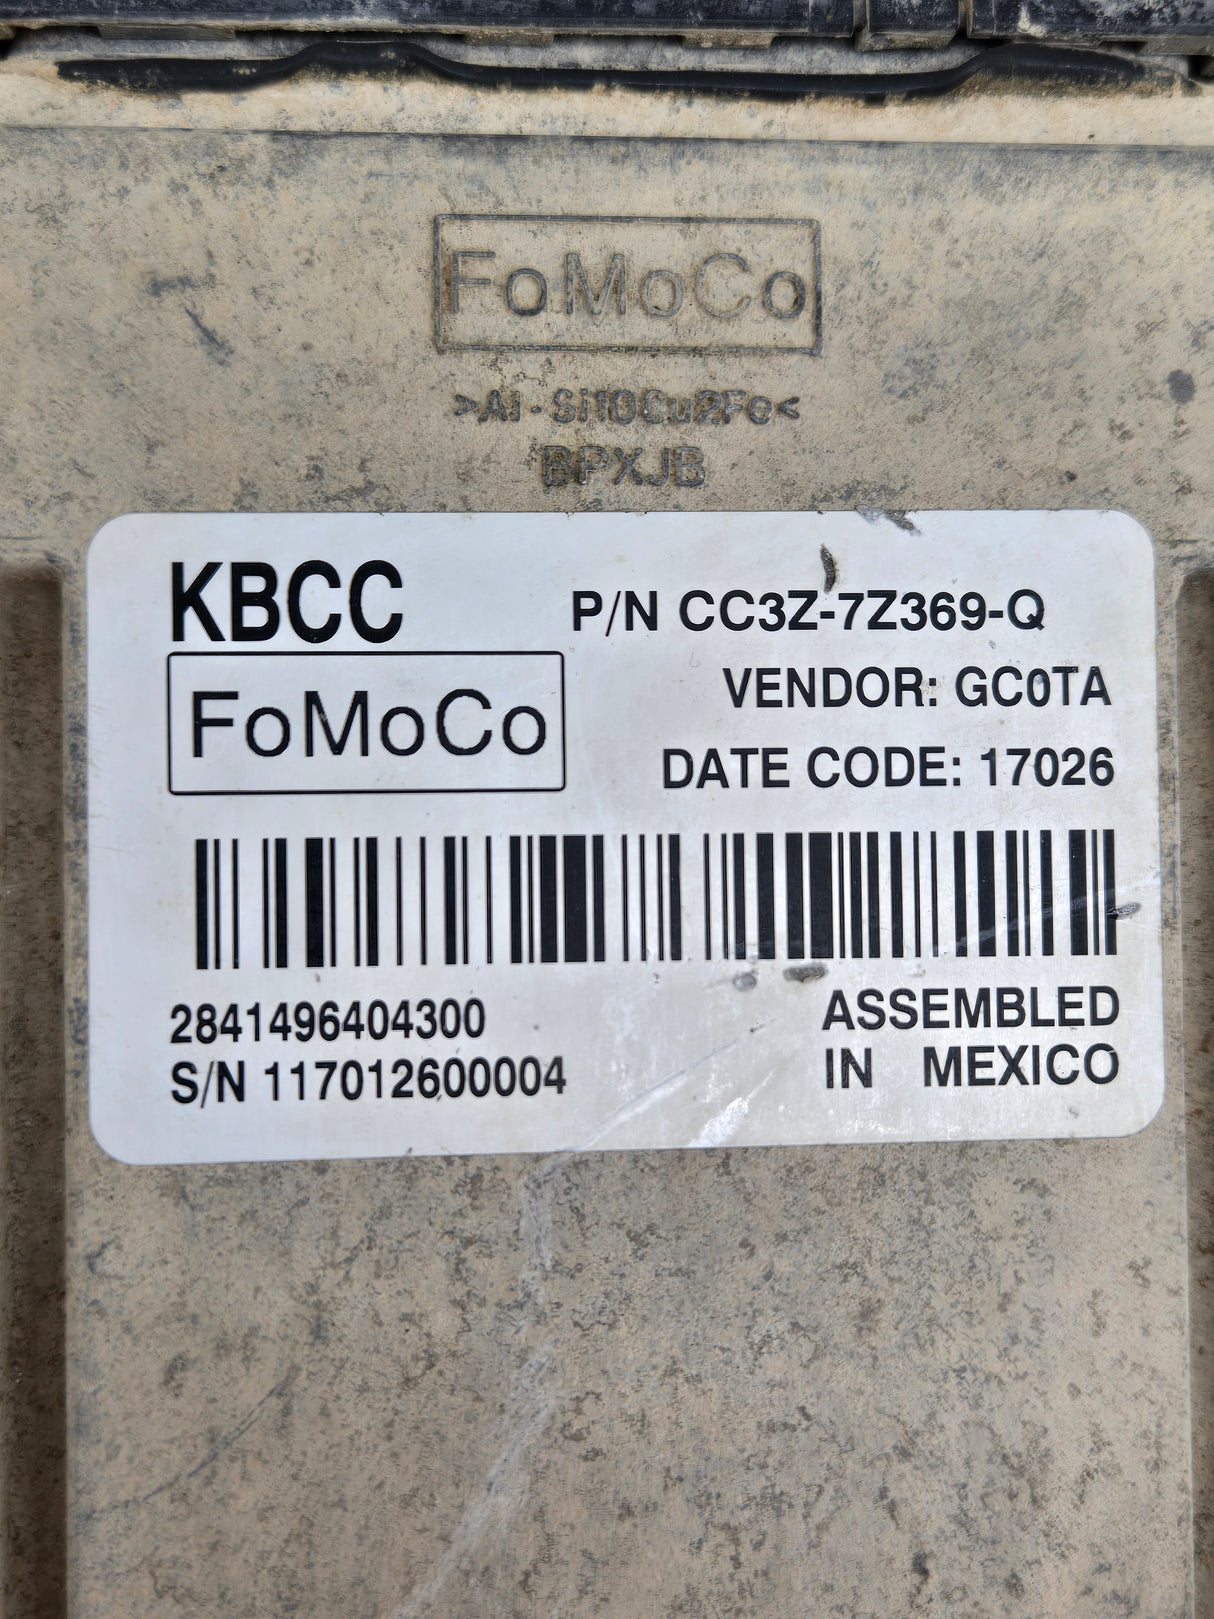 FoMoCo
>Al-Si10Cu2Fe<
BPXJB
KBCC
P/N CC3Z-7Z369-Q
FoMoCo
VENDOR: GC0TA
DATE CODE: 17026
2841496404300
S/N 117012600004
ASSEMBLED
IN MEXICO